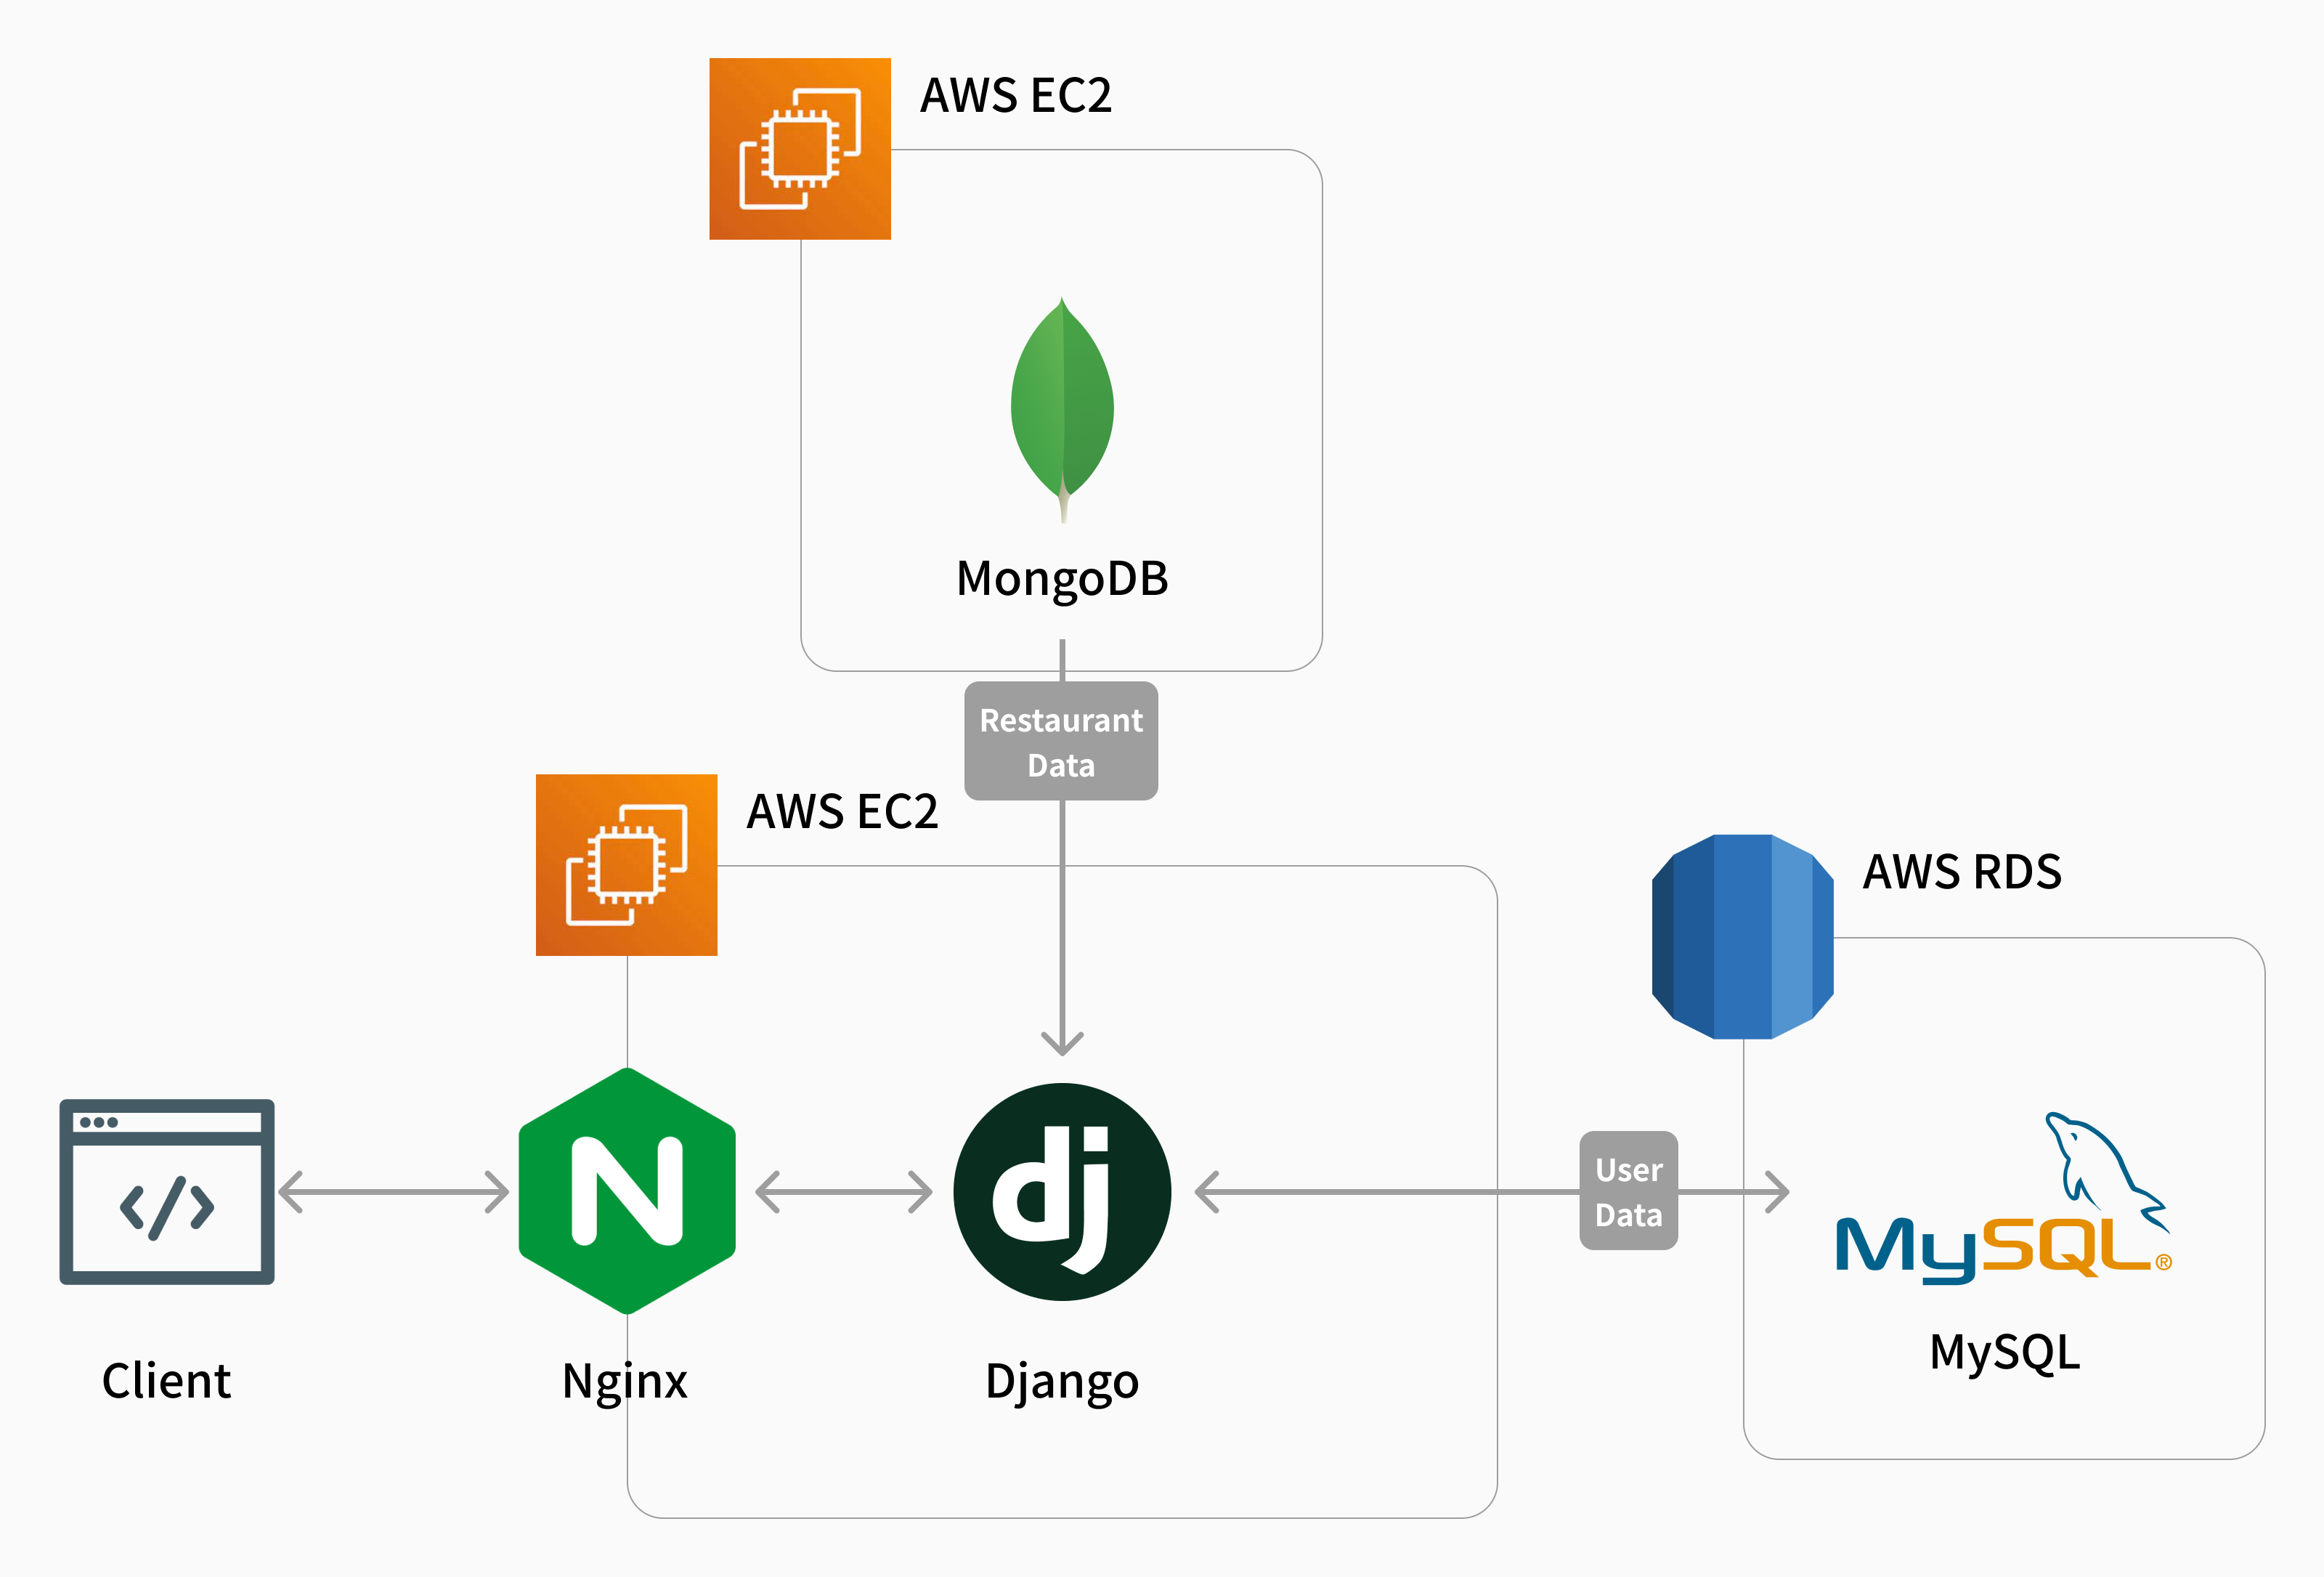 AWS EC2
MongoDB
Restaurant
Data
AWS EC2
AWS RDS
User
Data
MySQL®
MySQL
Client
Nginx
Django
N
dj